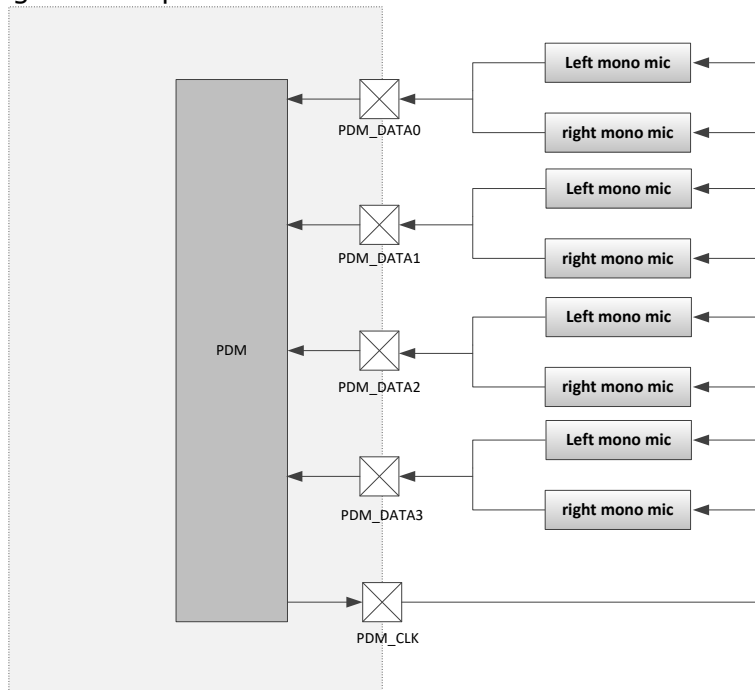 Left mono mic
PDM_DATA0
right mono mic
Left mono mic
PDM_DATA1
right mono mic
Left mono mic
PDM
PDM_DATA2
right mono mic
Left mono mic
PDM_DATA3
right mono mic
PDM_CLK